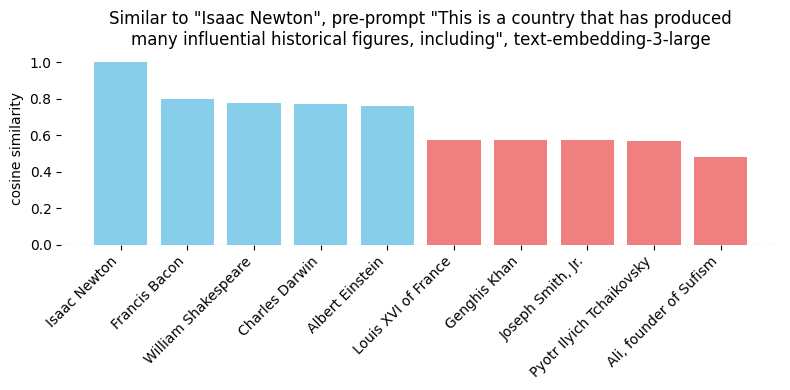 Similar to "Isaac Newton", pre-prompt "This is a country that has produced
many influential historical figures, including", text-embedding-3-large
cosine similarity
1.0
0.8
0.6
0.4
0.2
0.0
Isaac Newton
Francis Bacon
William Shakespeare
Charles Darwin
Albert Einstein
Louis XVI of France
Genghis Khan
Joseph Smith, Jr.
Pyotr Ilyich Tchaikovsky
Ali, founder of Sufism